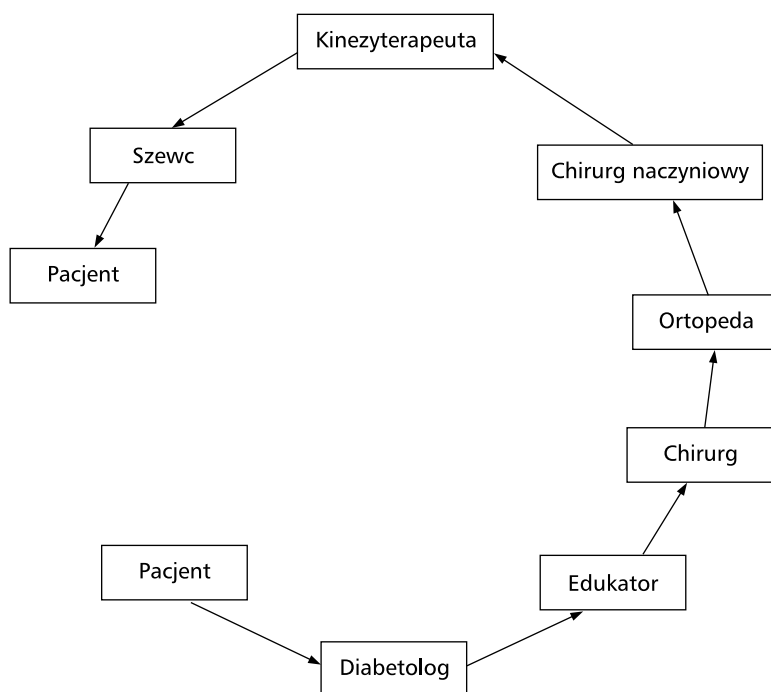 Kinezyterapeuta
Szewc
Chirurg naczyniowy
Pacjent
Ortopeda
Chirurg
Pacjent
Edukator
Diabetolog